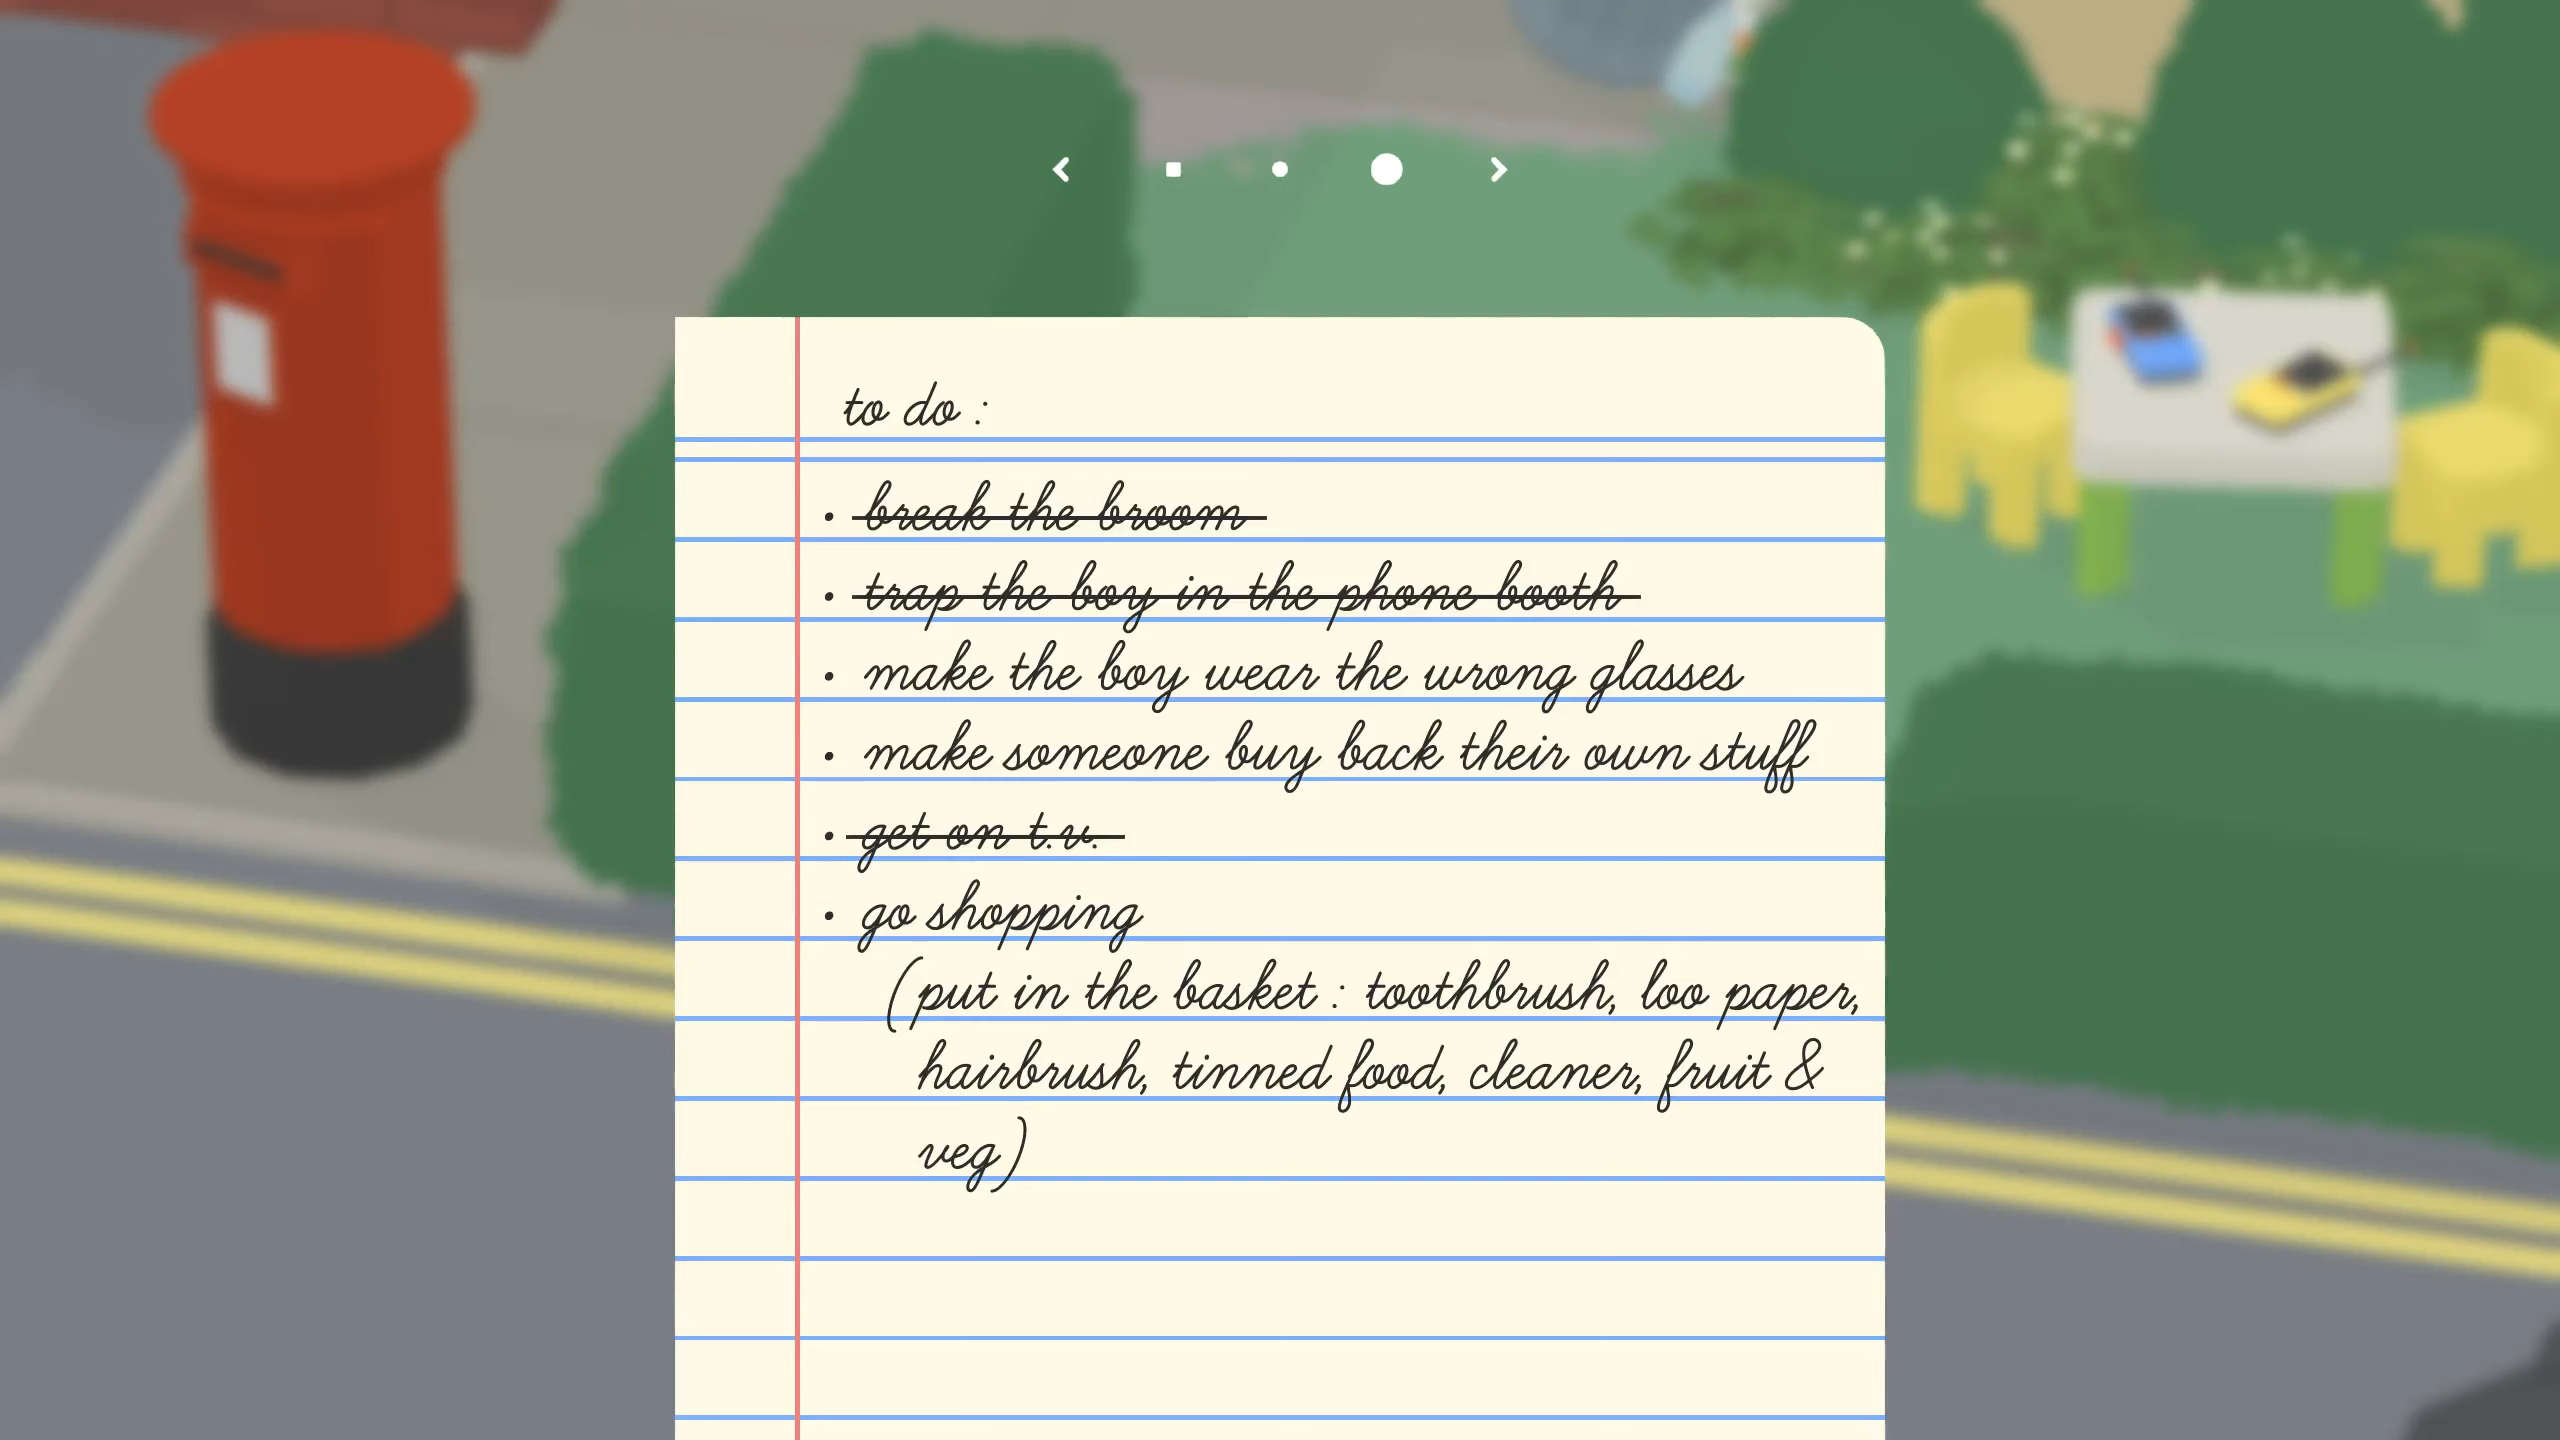 to do :
• break the broom
• trap the boy in the phone booth
• make the boy wear the wrong glasses
• make someone buy back their own stuff
• get on t.v.
• go shopping
(put in the basket : toothbrush, loo paper,
hairbrush, tinned food, cleaner, fruit &
veg)